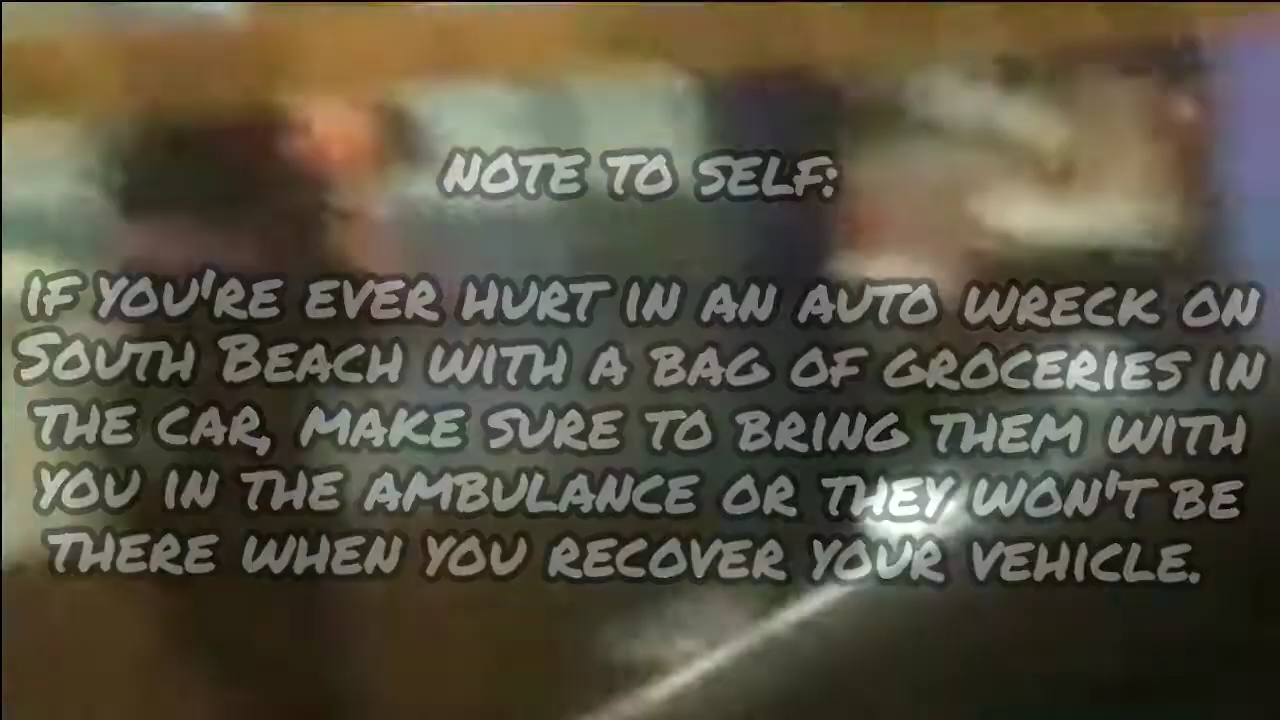 NOTE TO SELF:
IF YOU'RE EVER HURT IN AN AUTO WRECK ON
SOUTH BEACH WITH A BAG OF GROCERIES IN
THE CAR, MAKE SURE TO BRING THEM WITH
YOU IN THE AMBULANCE OR THEY WON'T BE
THERE WHEN YOU RECOVER YOUR VEHICLE.